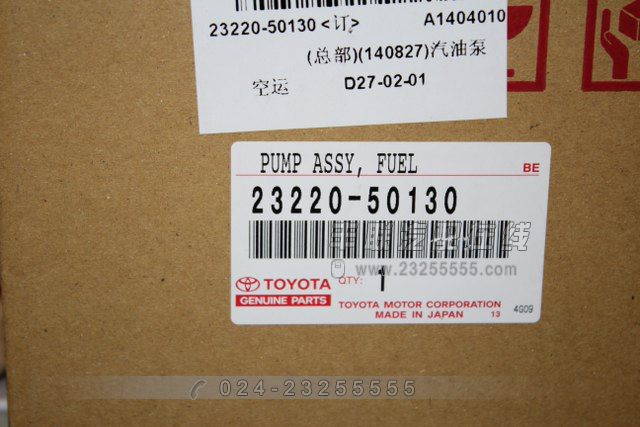 23220-50130 <订> A1404010
(总部)(140827)汽油泵
空运 D27-02-01
PUMP ASSY, FUEL
BE
23220-50130
www.23255555.com
TOYOTA QTY: 1
GENUINE PARTS
TOYOTA MOTOR CORPORATION
MADE IN JAPAN 13 4G09
024-23255555